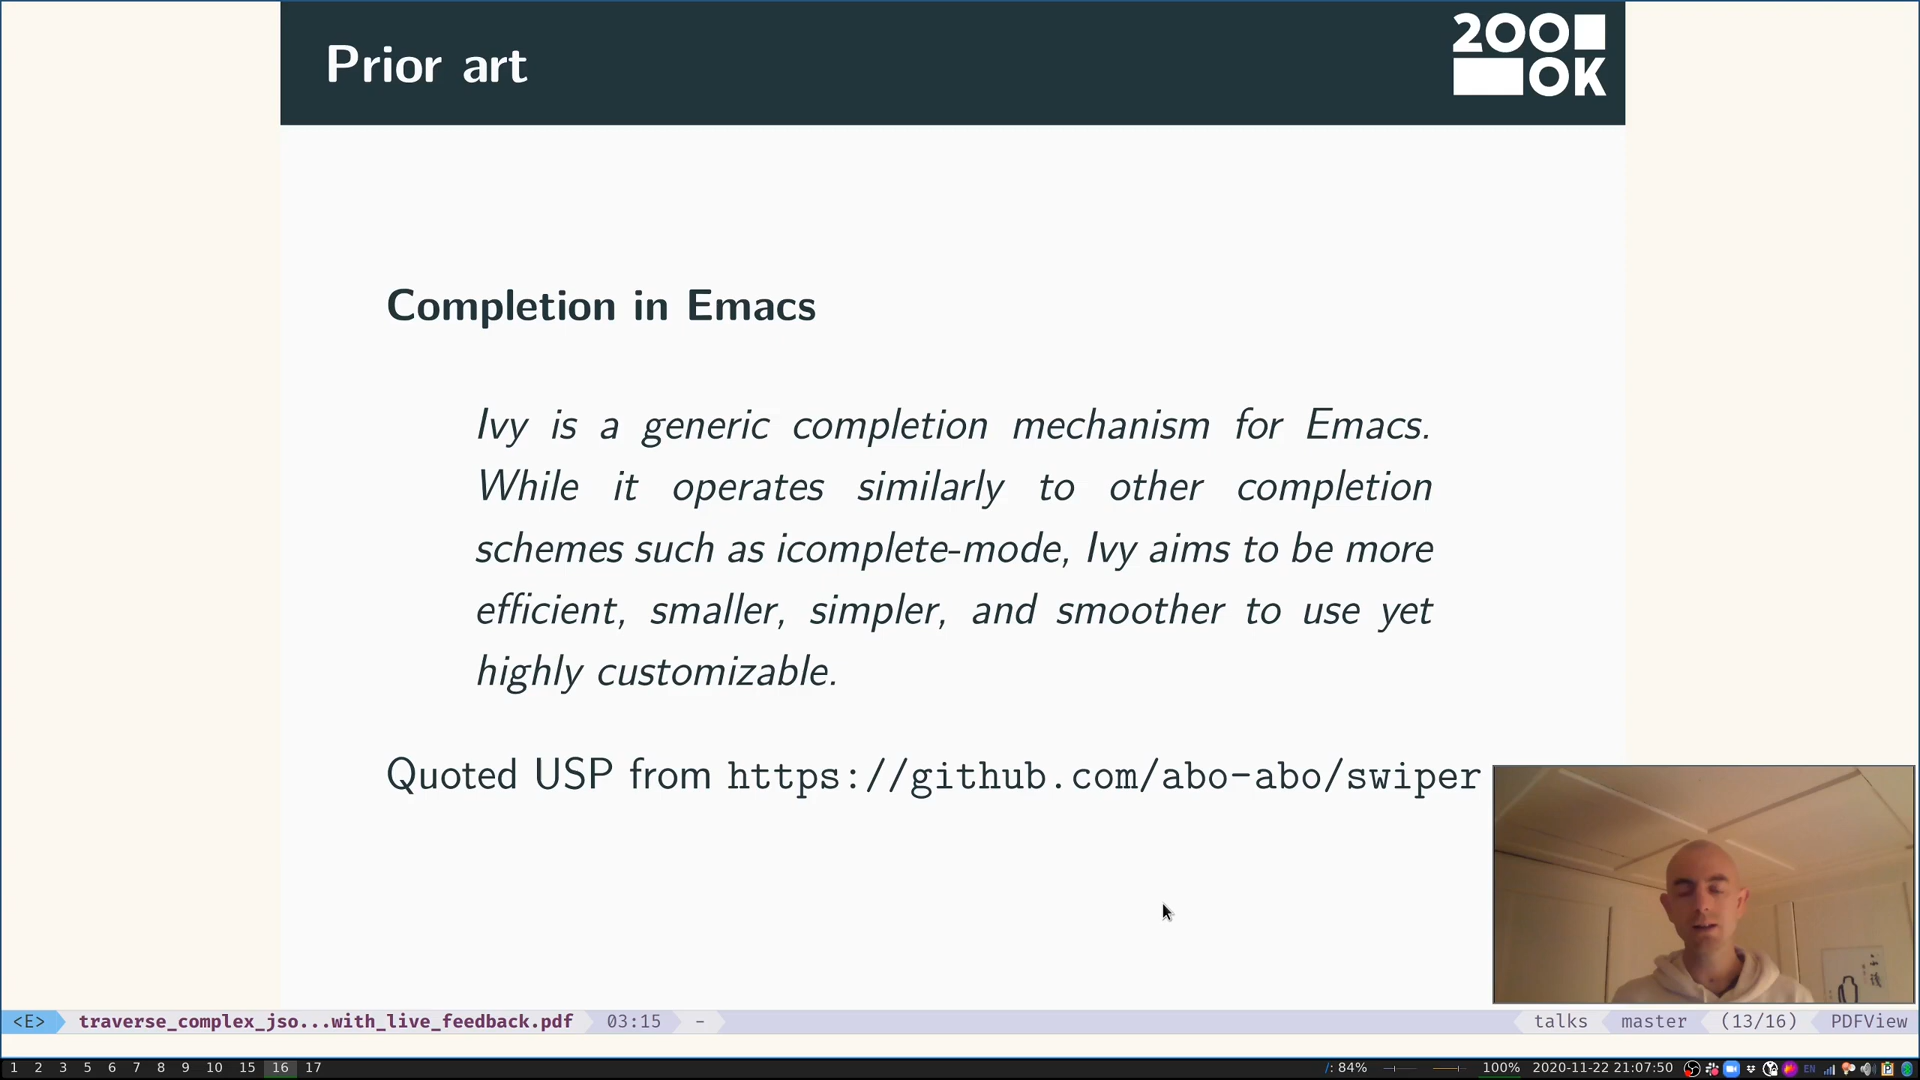 Prior art
200
OK
Completion in Emacs
Ivy is a generic completion mechanism for Emacs.
While it operates similarly to other completion
schemes such as icomplete-mode, Ivy aims to be more
efficient, smaller, simpler, and smoother to use yet
highly customizable.
Quoted USP from https://github.com/abo-abo/swiper
<E> traverse_complex_jso...with_live_feedback.pdf 03:15 - talks master (13/16) PDFView
1 2 3 5 6 7 8 9 10 15 16 17 /: 84% 100% 2020-11-22 21:07:50 EN